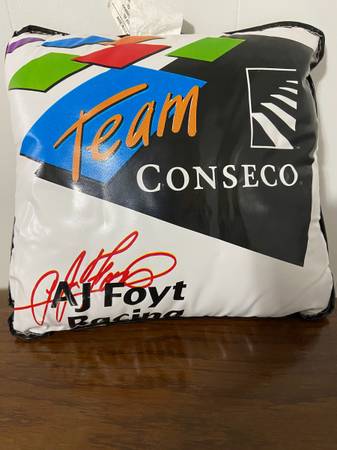 Team
CONSECO
AJ Foyt
Racing